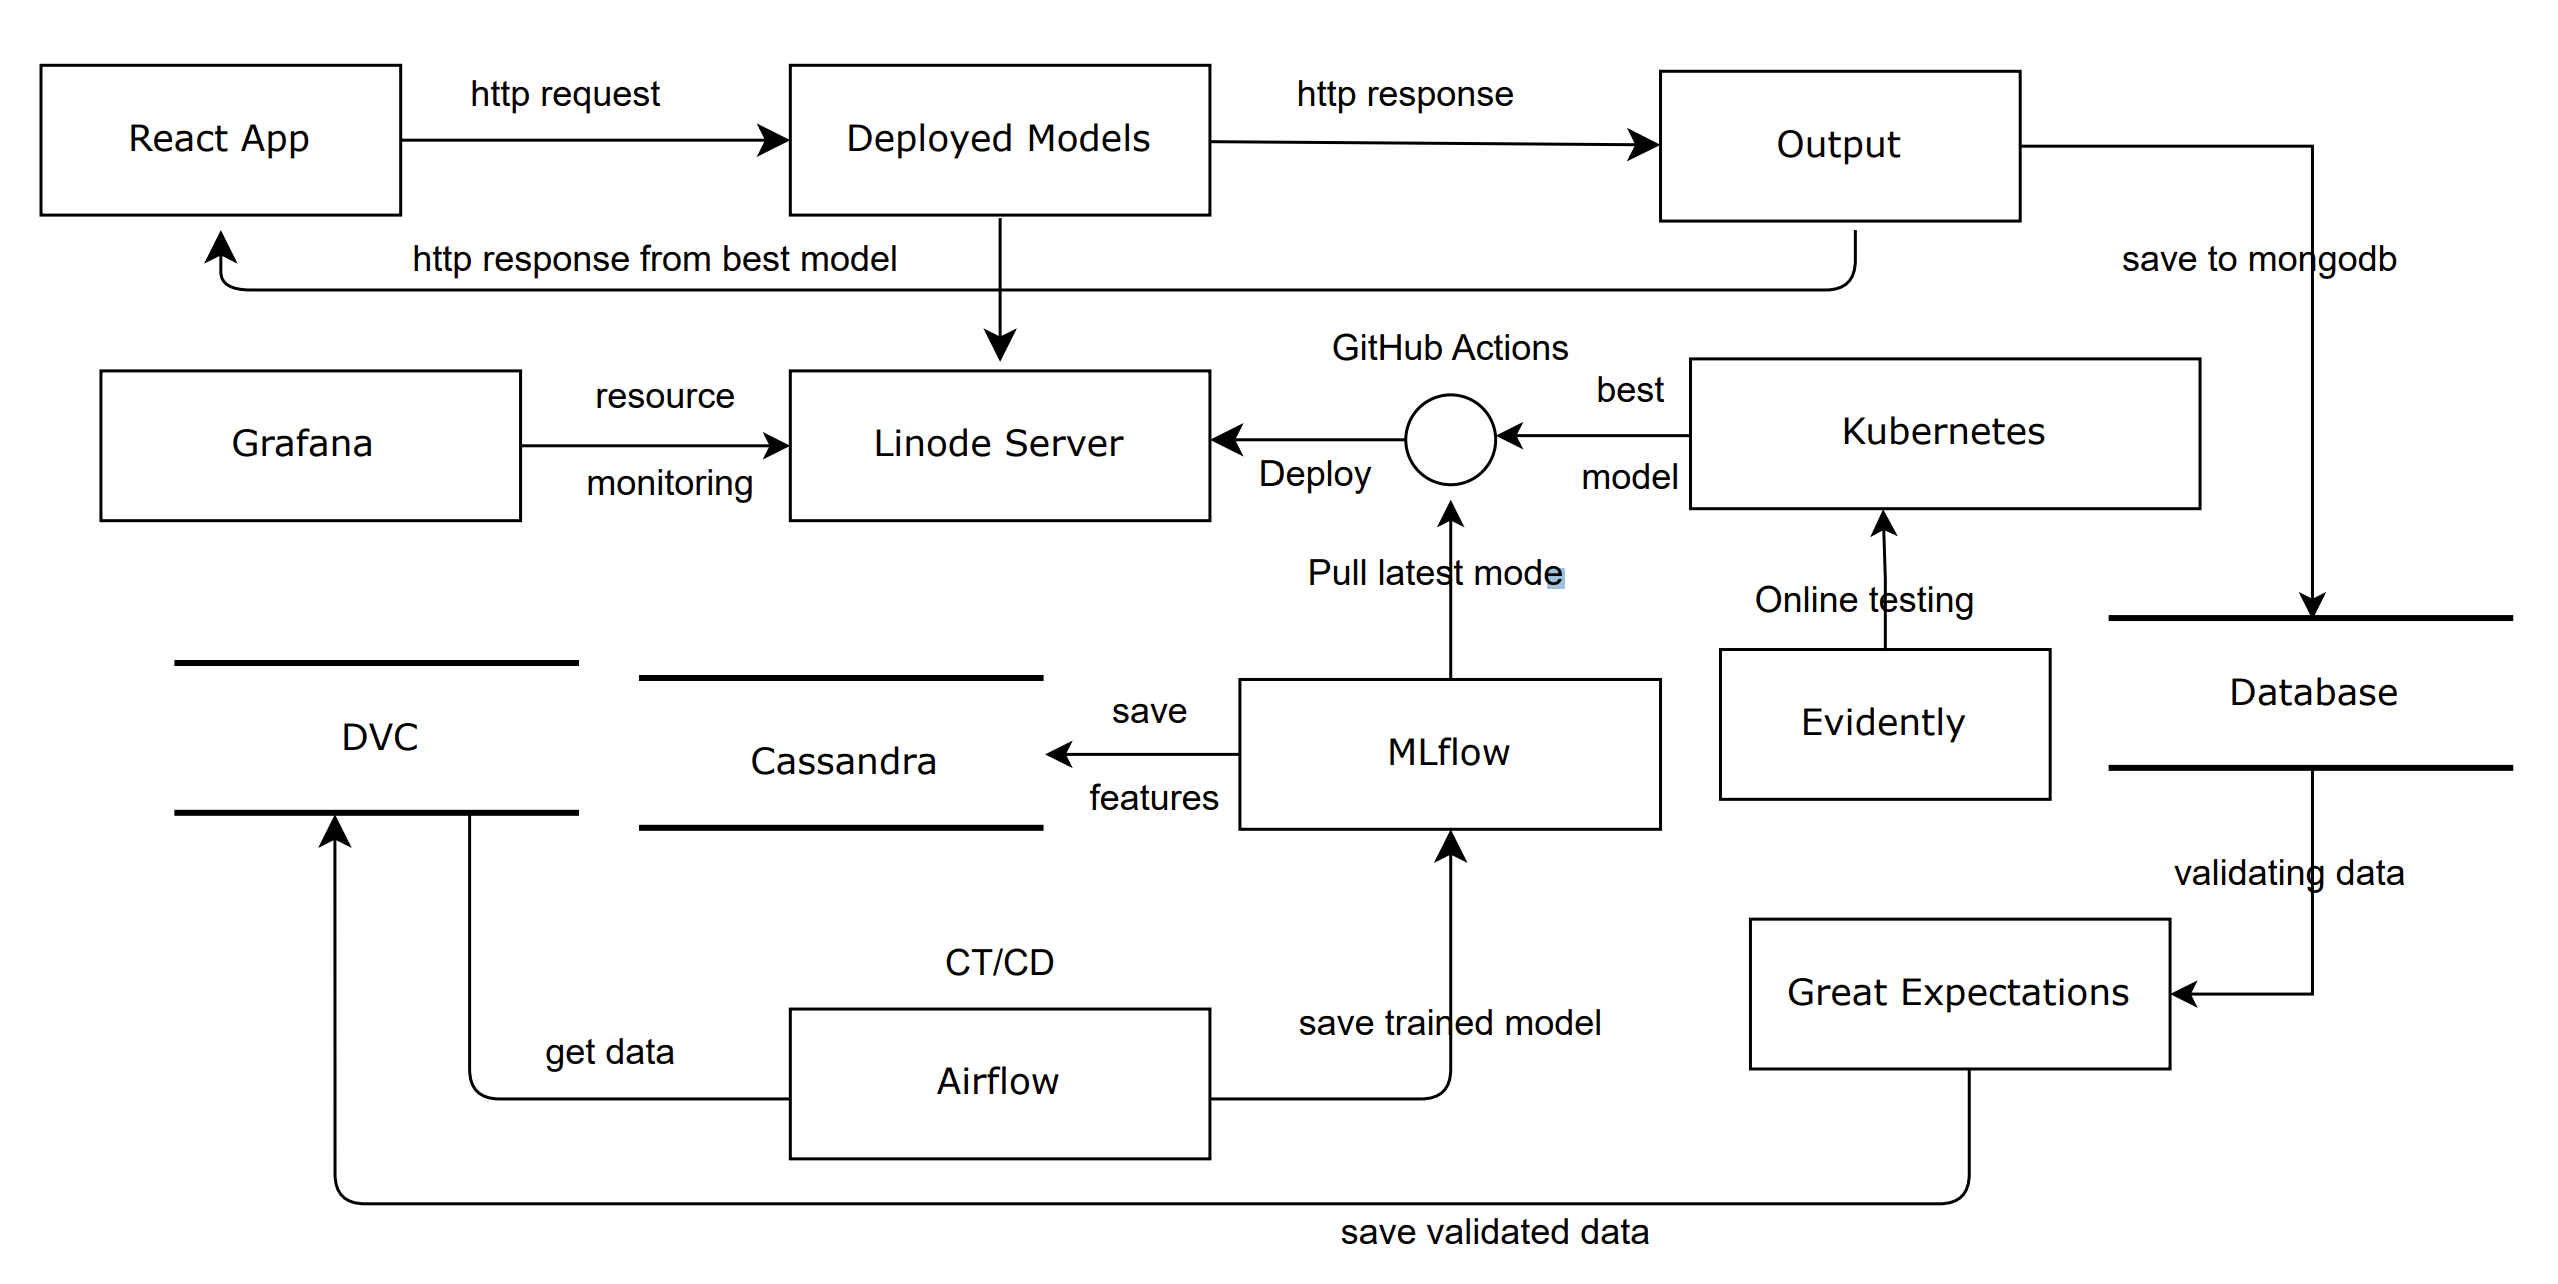 http request
http response
React App
Deployed Models
Output
http response from best model
save to mongodb
GitHub Actions
resource
best
Grafana
Linode Server
Kubernetes
monitoring
Deploy
model
Pull latest mode
Online testing
save
DVC
Cassandra
MLflow
Evidently
Database
features
validating data
CT/CD
Great Expectations
save trained model
get data
Airflow
save validated data